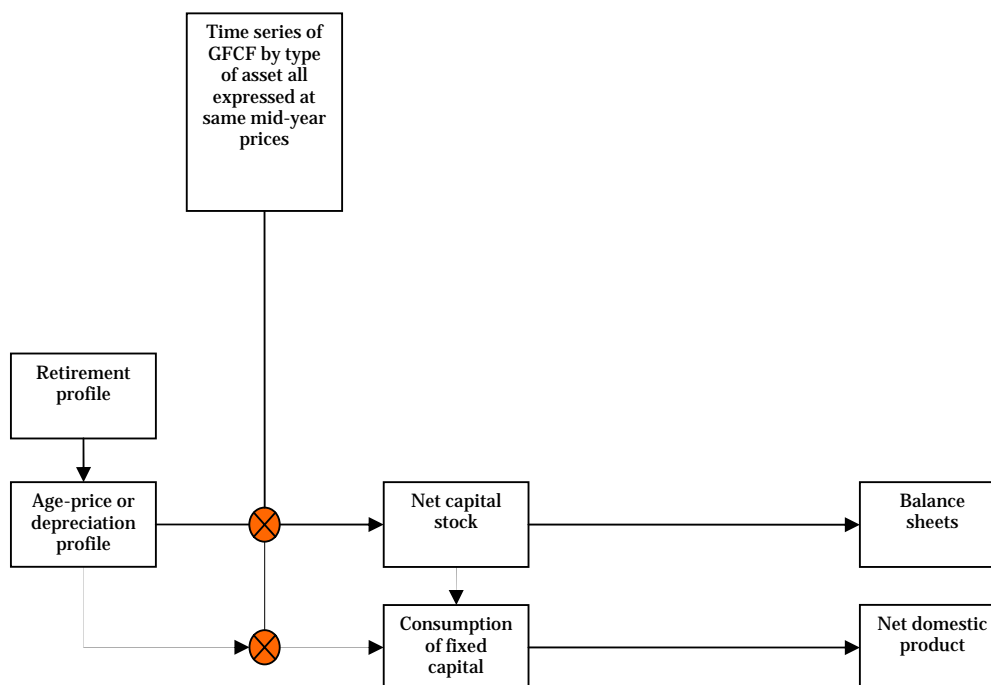 Time series of
GFCF by type
of asset all
expressed at
same mid-year
prices
Retirement
profile
Age-price or
depreciation
profile
Net capital
stock
Balance
sheets
Consumption
of fixed
capital
Net domestic
product